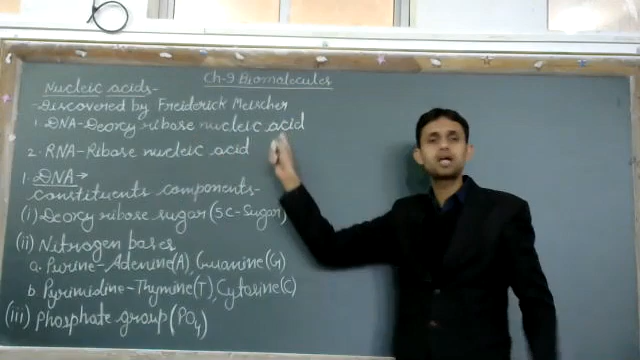 Ch-9 Biomolecules
Nucleic acids-
-Discovered by Freiderick Meischer
1. DNA-Deoxy ribose nucleic acid
2. RNA-Ribose nucleic acid
1. DNA→
constituents components-
(i) Deoxy ribose sugar (5C-Sugar)
(ii) Nitrogen bases
a. Purine-Adenine(A), Guanine(G)
b Pyrimidine-Thymine(T), Cytosine(C)
(iii) Phosphate group (PO4)